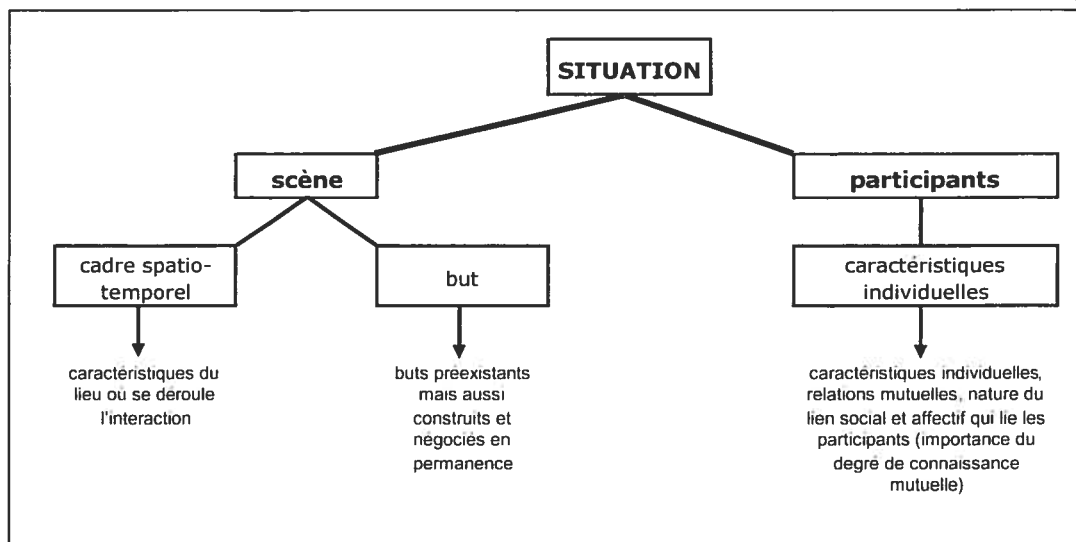 SITUATION
scène
participants
cadre spatio-
temporel
but
caractéristiques
individuelles
caractéristiques du
lieu où se déroule
l'interaction
buts préexistants
mais aussi
construits et
négociés en
permanence
caractéristiques individuelles,
relations mutuelles, nature du
lien social et affectif qui lie les
participants (importance du
degré de connaissance
mutuelle)